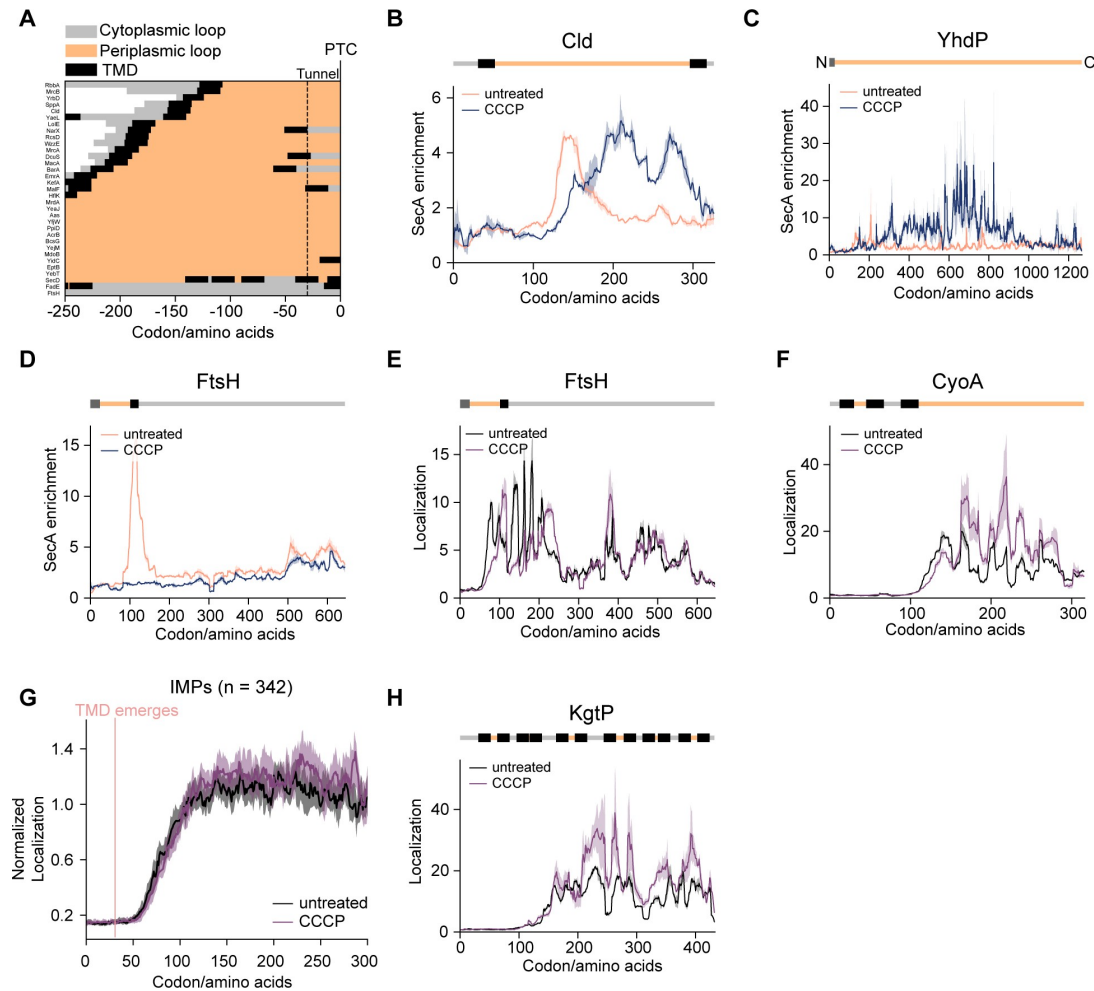 A
Cytoplasmic loop
Periplasmic loop
TMD
PTC
Tunnel
RbbA
MrcB
YrbD
SppA
Cld
YaeL
LolE
NarX
RcsD
WzzE
MrcA
DcuS
MacA
BarA
EmrA
KefA
MalF
HflK
MrdA
YeaJ
Aas
YfjW
PpiD
AcrB
BcsG
YejM
MdoB
YidC
EptB
YebT
SecD
FadE
FtsH
-250 -200 -150 -100 -50 0
Codon/amino acids
B
Cld
untreated
CCCP
SecA enrichment
6
4
2
0
0 100 200 300
Codon/amino acids
C
YhdP
N C
untreated
CCCP
SecA enrichment
40
30
20
10
0
0 200 400 600 800 1000 1200
Codon/amino acids
D
FtsH
untreated
CCCP
SecA enrichment
15
10
5
0
0 100 200 300 400 500 600
Codon/amino acids
E
FtsH
untreated
CCCP
Localization
15
10
5
0
0 100 200 300 400 500 600
Codon/amino acids
F
CyoA
untreated
CCCP
Localization
40
20
0
0 100 200 300
Codon/amino acids
G
IMPs (n = 342)
TMD emerges
Normalized
Localization
1.4
1.0
0.6
0.2
untreated
CCCP
0 50 100 150 200 250 300
Codon/amino acids
H
KgtP
untreated
CCCP
Localization
60
40
20
0
0 100 200 300 400
Codon/amino acids